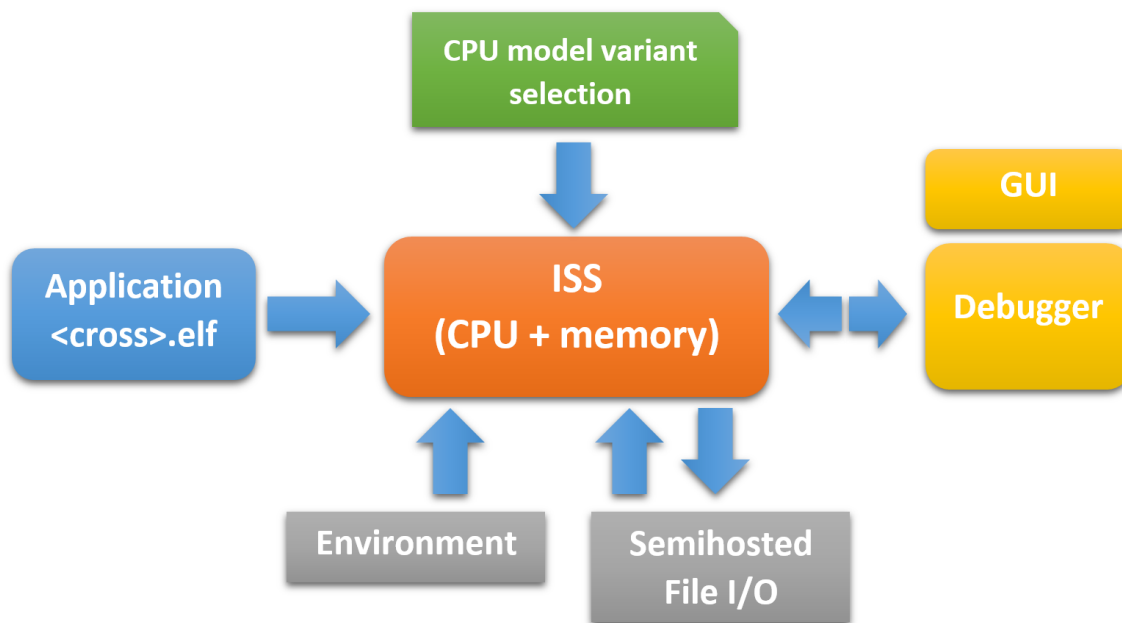 CPU model variant
selection
GUI
Application
<cross>.elf
ISS
(CPU + memory)
Debugger
Environment
Semihosted
File I/O